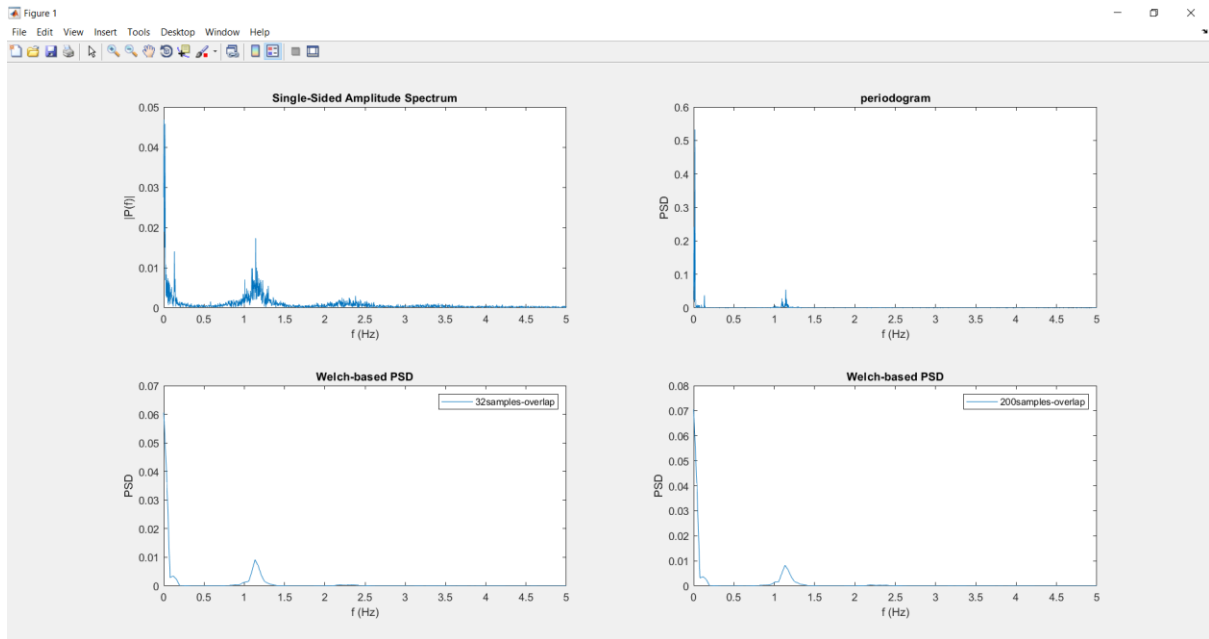 Figure 1
File Edit View Insert Tools Desktop Window Help
Single-Sided Amplitude Spectrum
0.05
0.04
0.03
0.02
0.01
0
|P(f)|
0 0.5 1 1.5 2 2.5 3 3.5 4 4.5 5
f (Hz)
periodogram
0.6
0.5
0.4
0.3
0.2
0.1
0
PSD
0 0.5 1 1.5 2 2.5 3 3.5 4 4.5 5
f (Hz)
Welch-based PSD
0.07
0.06
0.05
0.04
0.03
0.02
0.01
0
PSD
32samples-overlap
0 0.5 1 1.5 2 2.5 3 3.5 4 4.5 5
f (Hz)
Welch-based PSD
0.08
0.07
0.06
0.05
0.04
0.03
0.02
0.01
0
PSD
200samples-overlap
0 0.5 1 1.5 2 2.5 3 3.5 4 4.5 5
f (Hz)